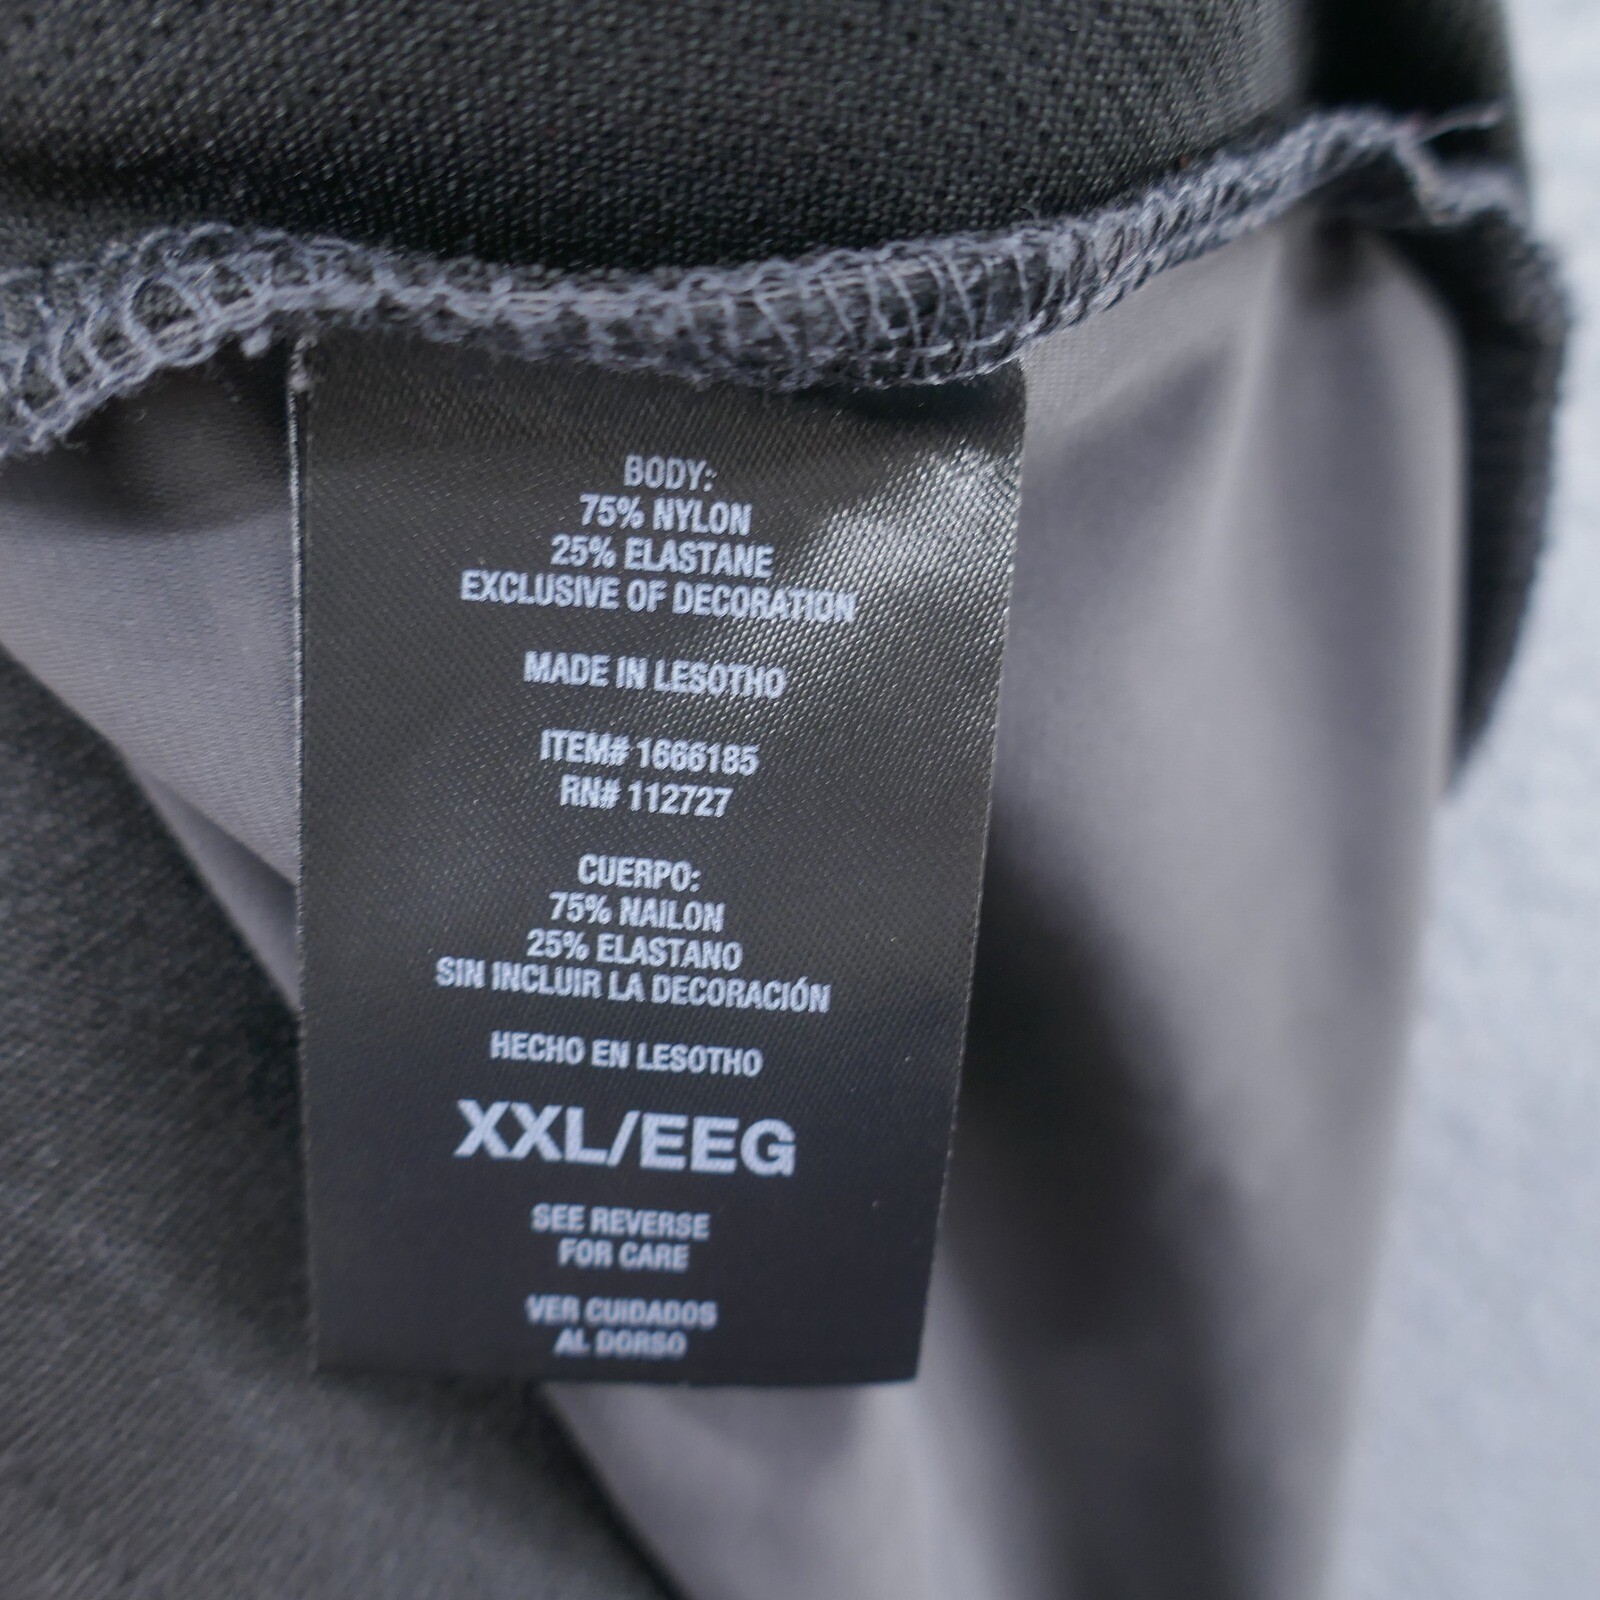 BODY:
75% NYLON
25% ELASTANE
EXCLUSIVE OF DECORATION
MADE IN LESOTHO
ITEM# 1666185
RN# 112727
CUERPO:
75% NAILON
25% ELASTANO
SIN INCLUIR LA DECORACIÓN
HECHO EN LESOTHO
XXL/EEG
SEE REVERSE
FOR CARE
VER CUIDADOS
AL DORSO